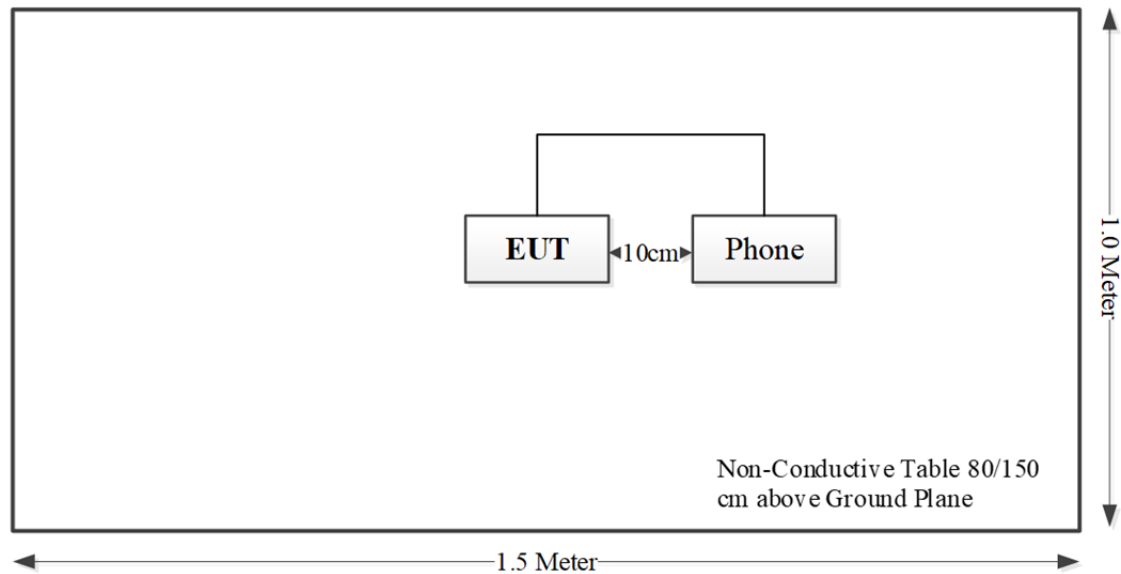 EUT
10cm
Phone
1.0 Meter
Non-Conductive Table 80/150
cm above Ground Plane
1.5 Meter